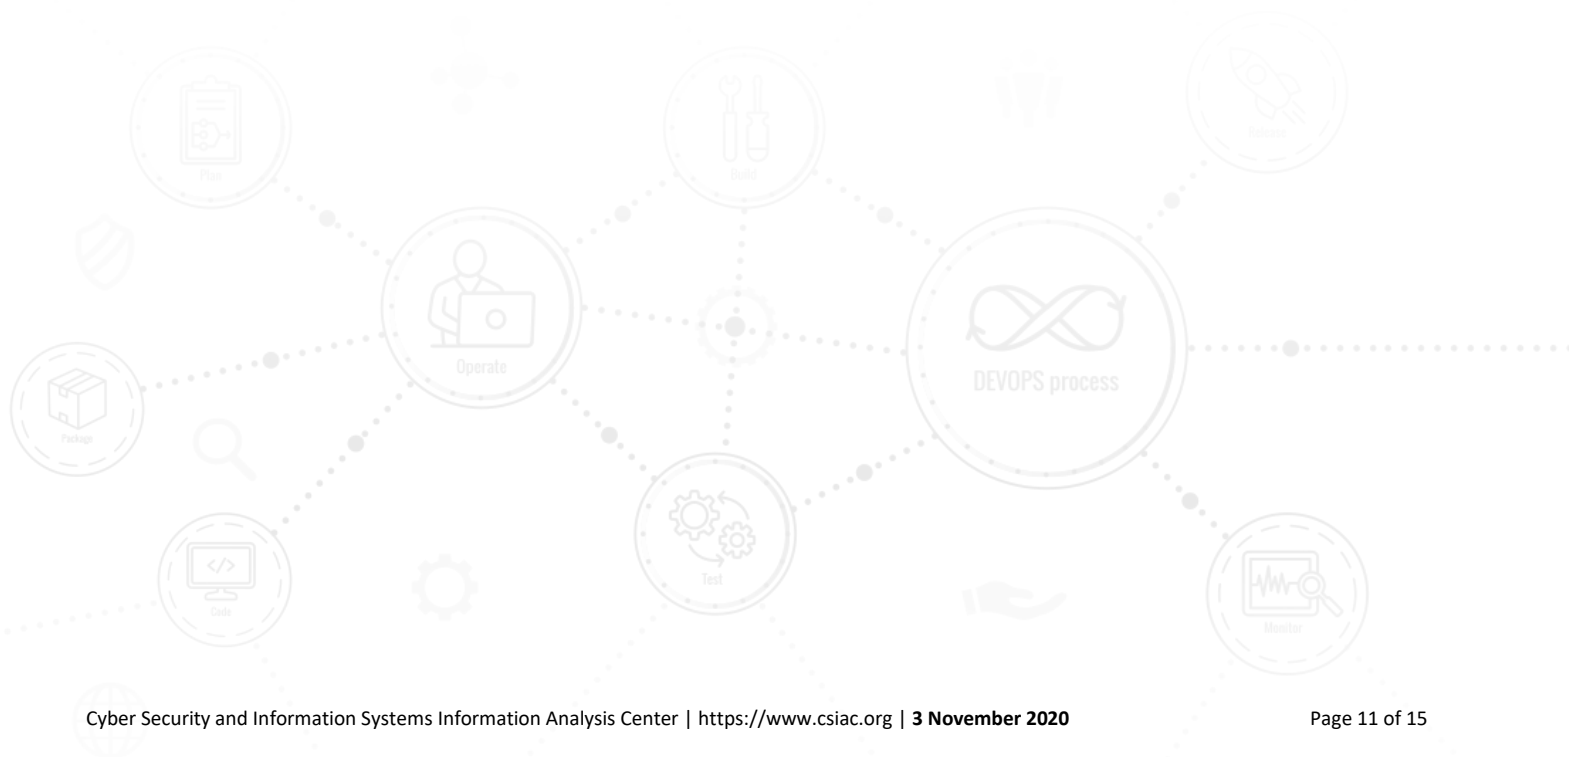 Release
Plan
Build
Operate
DEVOPS process
Package
Test
Code
Monitor
Cyber Security and Information Systems Information Analysis Center | https://www.csiac.org | 3 November 2020 Page 11 of 15